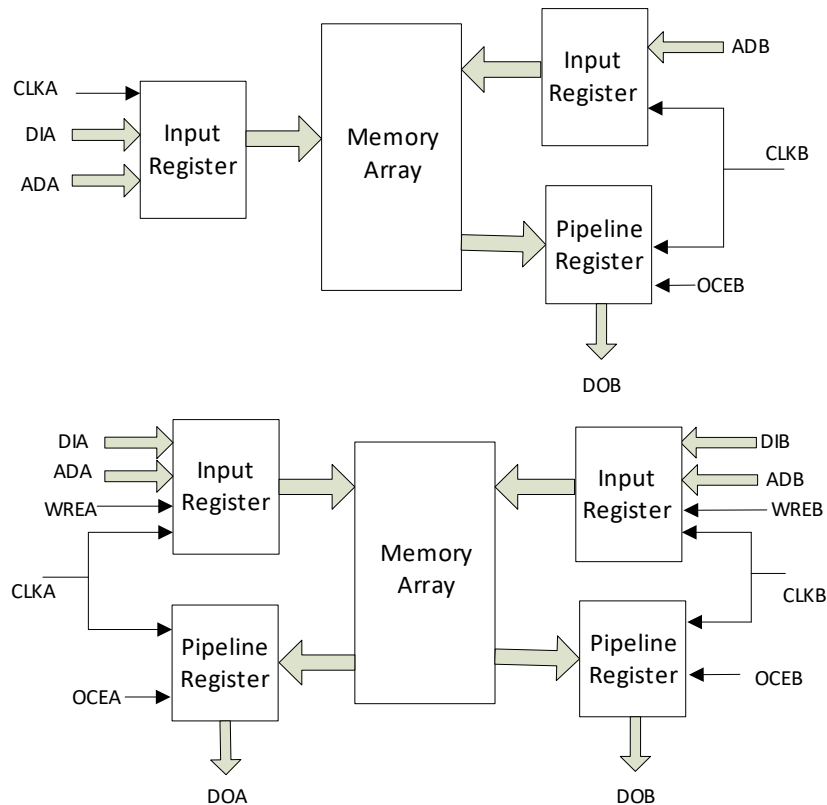 ADB
Input
Register
CLKA
DIA
ADA
Input
Register
Memory
Array
CLKB
Pipeline
Register
OCEB
DOB
DIA
ADA
WREA
CLKA
Input
Register
Memory
Array
Input
Register
DIB
ADB
WREB
CLKB
Pipeline
Register
OCEA
DOA
Pipeline
Register
OCEB
DOB